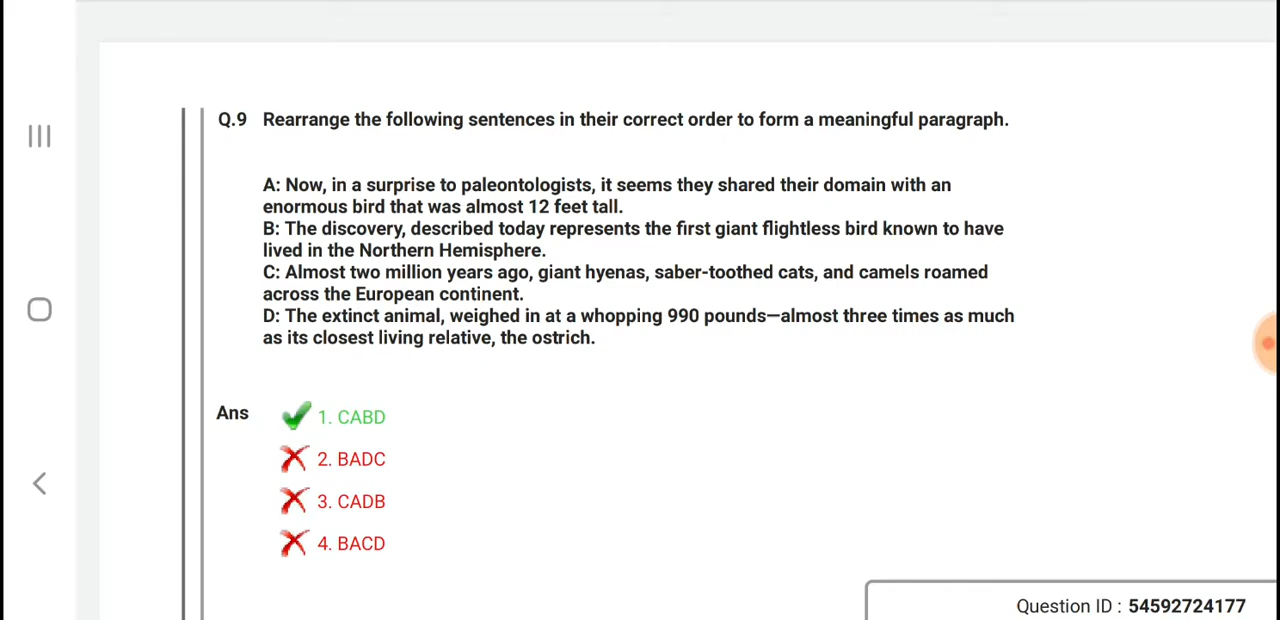 Q.9 Rearrange the following sentences in their correct order to form a meaningful paragraph.
A: Now, in a surprise to paleontologists, it seems they shared their domain with an
enormous bird that was almost 12 feet tall.
B: The discovery, described today represents the first giant flightless bird known to have
lived in the Northern Hemisphere.
C: Almost two million years ago, giant hyenas, saber-toothed cats, and camels roamed
across the European continent.
D: The extinct animal, weighed in at a whopping 990 pounds—almost three times as much
as its closest living relative, the ostrich.
Ans 1. CABD
2. BADC
3. CADB
4. BACD
Question ID : 54592724177